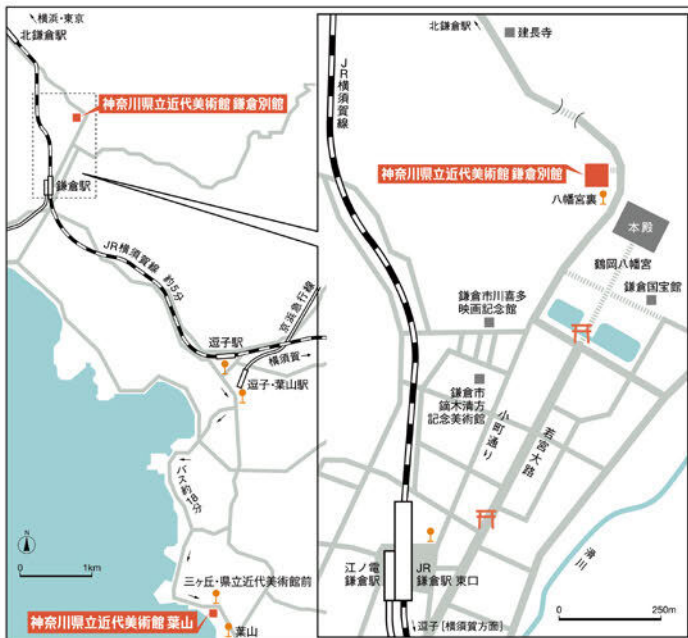 横浜・東京
北鎌倉駅
神奈川県立近代美術館 鎌倉別館
鎌倉駅
JR横須賀線 約5分
京浜急行線
逗子駅
横須賀→
逗子・葉山駅
バス約18分
N
0 1km
三ヶ丘・県立近代美術館前
神奈川県立近代美術館 葉山
葉山
北鎌倉駅
建長寺
JR横須賀線
神奈川県立近代美術館 鎌倉別館
八幡宮裏
本殿
鶴岡八幡宮
鎌倉国宝館
鎌倉市川喜多
映画記念館
鎌倉市
鏑木清方
記念美術館
小町通り
若宮大路
滑川
江ノ電
鎌倉駅
JR
鎌倉駅 東口
逗子[横須賀方面]
0 250m